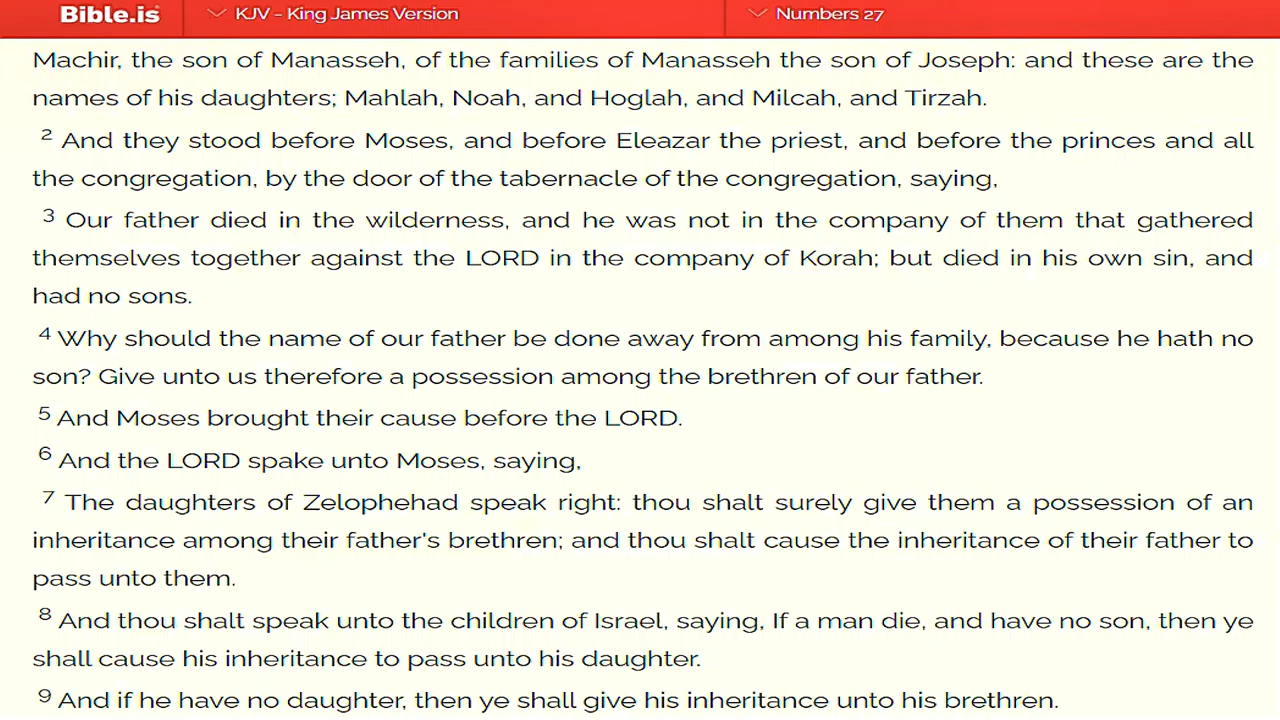 Bible.is KJV - King James Version Numbers 27
Machir, the son of Manasseh, of the families of Manasseh the son of Joseph: and these are the
names of his daughters; Mahlah, Noah, and Hoglah, and Milcah, and Tirzah.
2 And they stood before Moses, and before Eleazar the priest, and before the princes and all
the congregation, by the door of the tabernacle of the congregation, saying,
3 Our father died in the wilderness, and he was not in the company of them that gathered
themselves together against the LORD in the company of Korah; but died in his own sin, and
had no sons.
4 Why should the name of our father be done away from among his family, because he hath no
son? Give unto us therefore a possession among the brethren of our father.
5 And Moses brought their cause before the LORD.
6 And the LORD spake unto Moses, saying,
7 The daughters of Zelophehad speak right: thou shalt surely give them a possession of an
inheritance among their father's brethren; and thou shalt cause the inheritance of their father to
pass unto them.
8 And thou shalt speak unto the children of Israel, saying, If a man die, and have no son, then ye
shall cause his inheritance to pass unto his daughter.
9 And if he have no daughter, then ye shall give his inheritance unto his brethren.